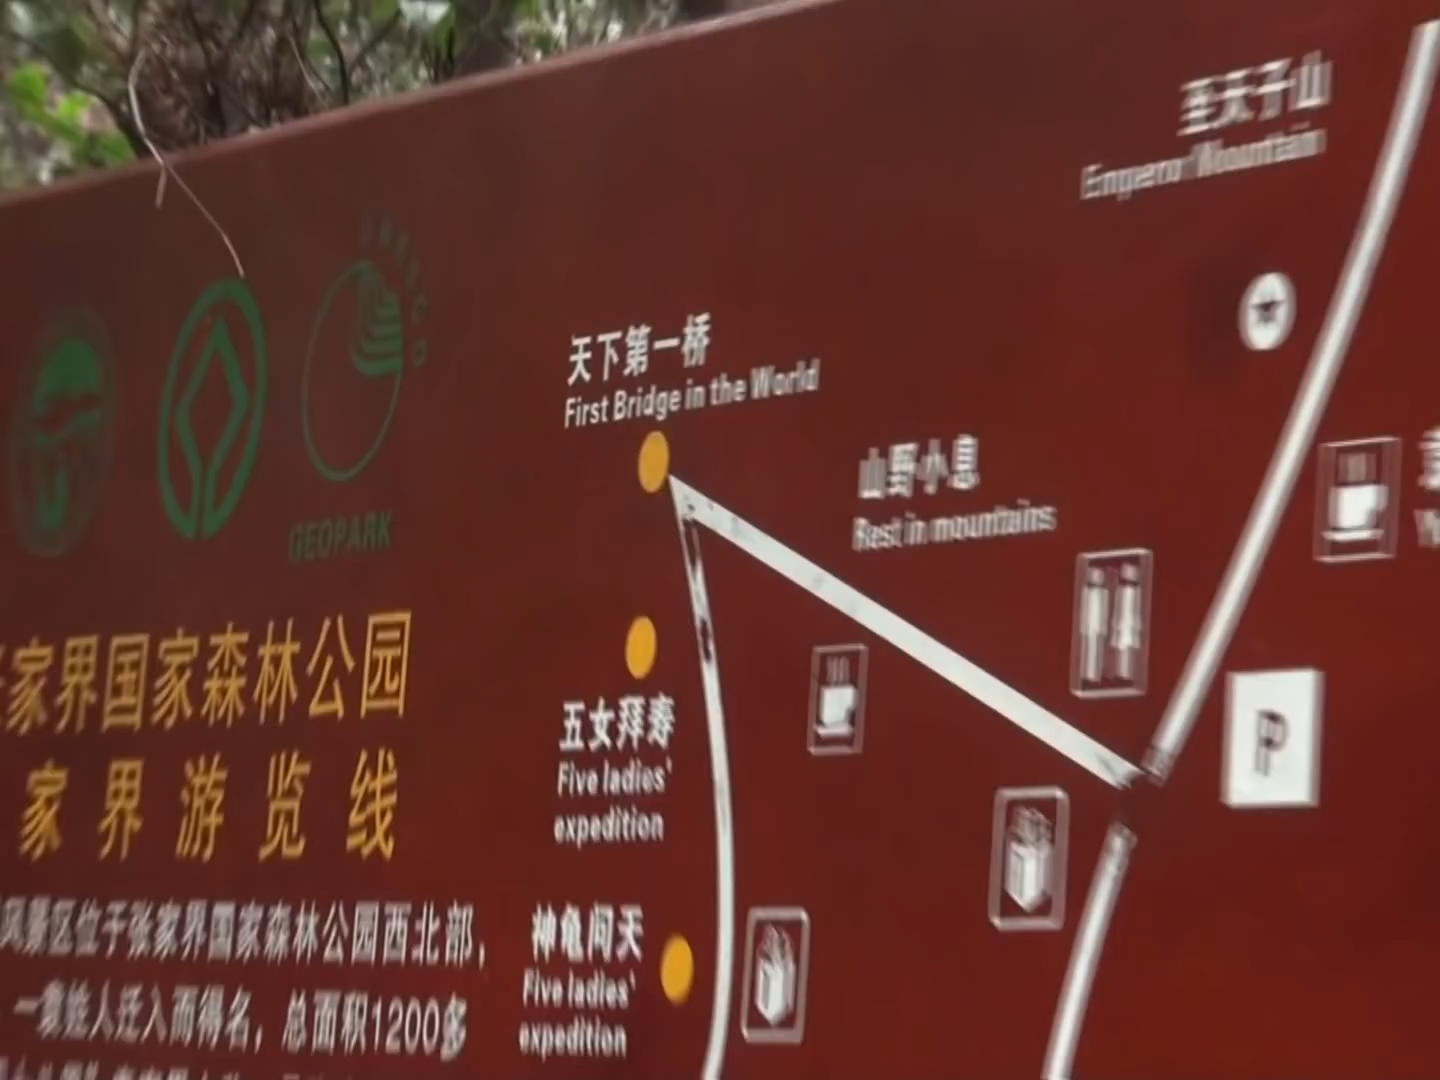 至天子山
Emperor Mountain
UNESCO
GEOPARK
天下第一桥
First Bridge in the World
山野小息
Rest in mountains
家界国家森林公园
家界游览线
五女拜寿
Five ladies'
expedition
P
风景区位于张家界国家森林公园西北部，
神龟问天
Five ladies'
expedition
人迁入而得名，总面积1200多